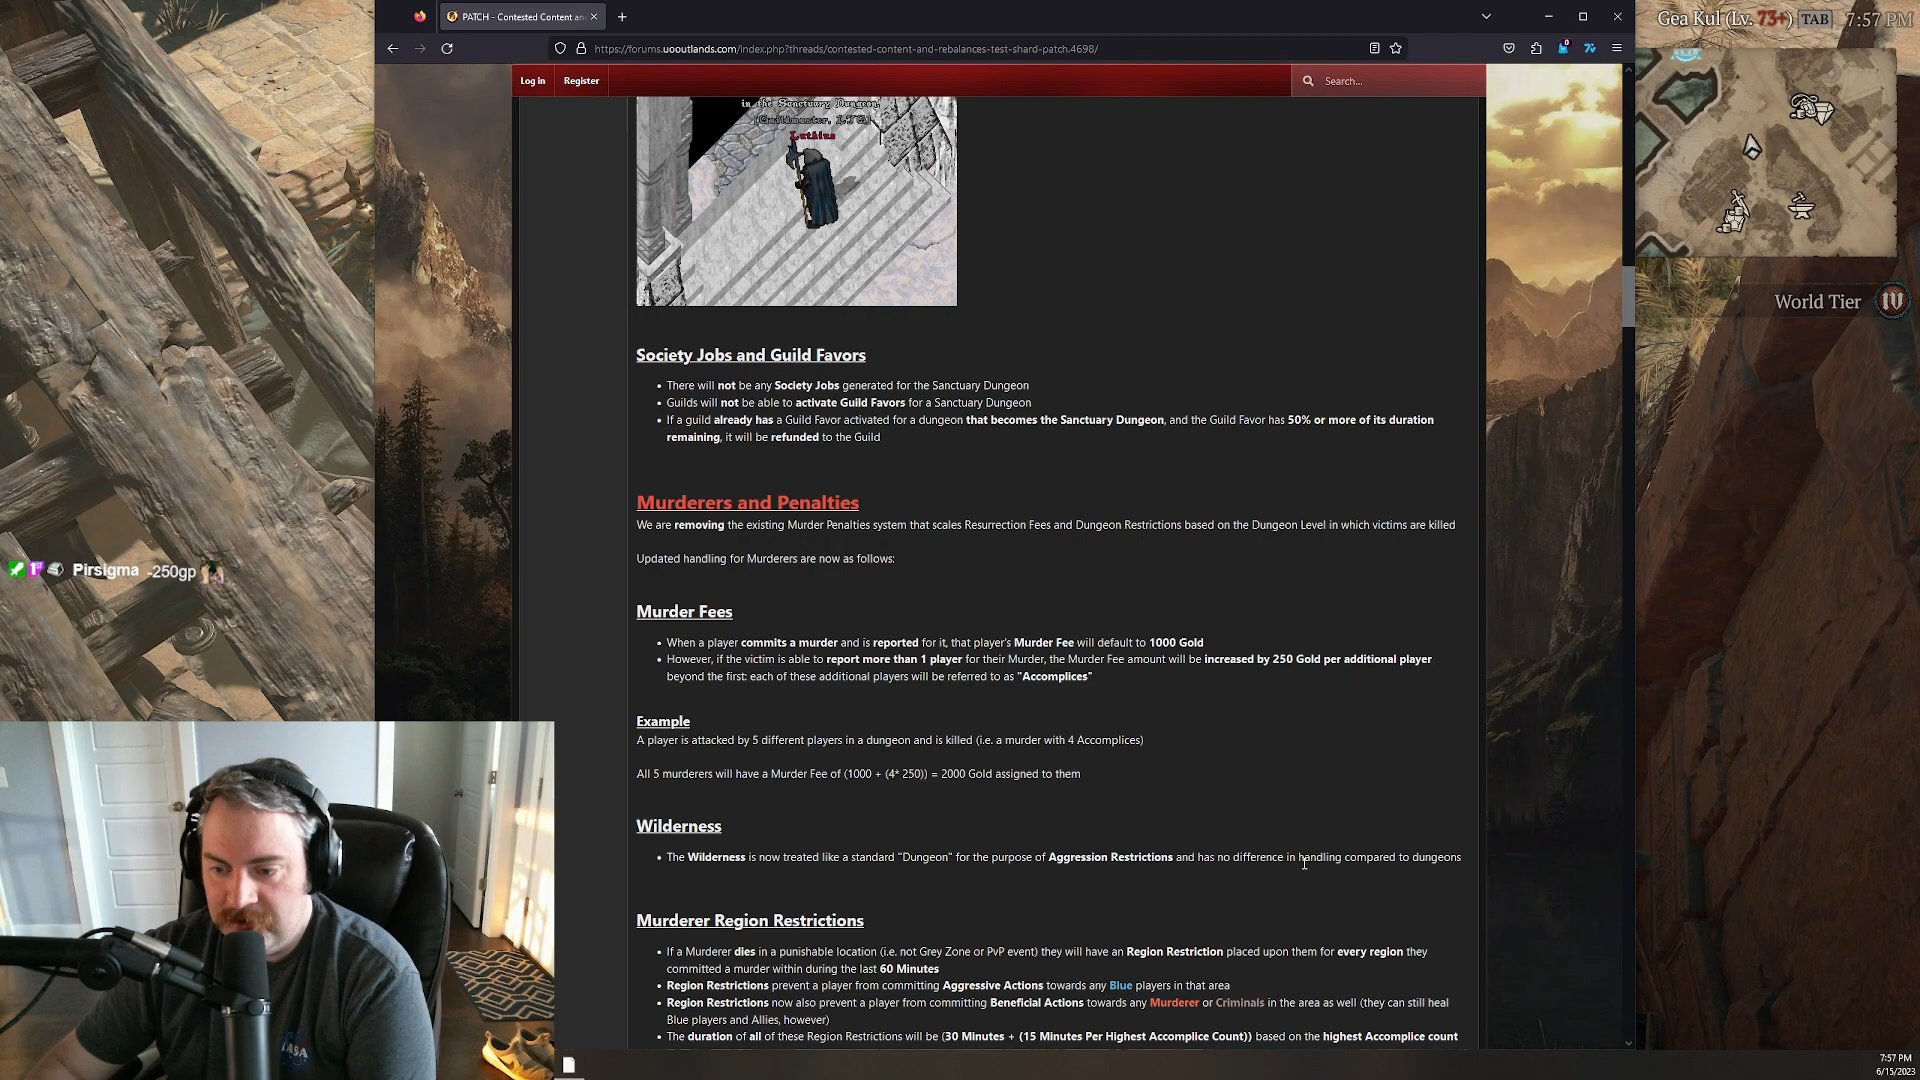 PATCH - Contested Content an
Gea Kul (Lv. 73+) TAB 7:57 PM
https://forums.uooutlands.com/index.php?threads/contested-content-and-rebalances-test-shard-patch.4698/
0
Log in Register Search...
in the Sanctuary Dungeon.
World Tier IV
Society Jobs and Guild Favors
• There will not be any Society Jobs generated for the Sanctuary Dungeon
• Guilds will not be able to activate Guild Favors for a Sanctuary Dungeon
• If a guild already has a Guild Favor activated for a dungeon that becomes the Sanctuary Dungeon, and the Guild Favor has 50% or more of its duration
remaining, it will be refunded to the Guild
Murderers and Penalties
We are removing the existing Murder Penalties system that scales Resurrection Fees and Dungeon Restrictions based on the Dungeon Level in which victims are killed
Updated handling for Murderers are now as follows:
Pirsigma -250gp
Murder Fees
• When a player commits a murder and is reported for it, that player's Murder Fee will default to 1000 Gold
• However, if the victim is able to report more than 1 player for their Murder, the Murder Fee amount will be increased by 250 Gold per additional player
beyond the first: each of these additional players will be referred to as "Accomplices"
Example
A player is attacked by 5 different players in a dungeon and is killed (i.e. a murder with 4 Accomplices)
All 5 murderers will have a Murder Fee of (1000 + (4* 250)) = 2000 Gold assigned to them
Wilderness
• The Wilderness is now treated like a standard "Dungeon" for the purpose of Aggression Restrictions and has no difference in handling compared to dungeons
Murderer Region Restrictions
• If a Murderer dies in a punishable location (i.e. not Grey Zone or PvP event) they will have an Region Restriction placed upon them for every region they
committed a murder within during the last 60 Minutes
• Region Restrictions prevent a player from committing Aggressive Actions towards any Blue players in that area
• Region Restrictions now also prevent a player from committing Beneficial Actions towards any Murderer or Criminals in the area as well (they can still heal
Blue players and Allies, however)
• The duration of all of these Region Restrictions will be (30 Minutes + (15 Minutes Per Highest Accomplice Count)) based on the highest Accomplice count
NASA
7:57 PM
6/15/2023